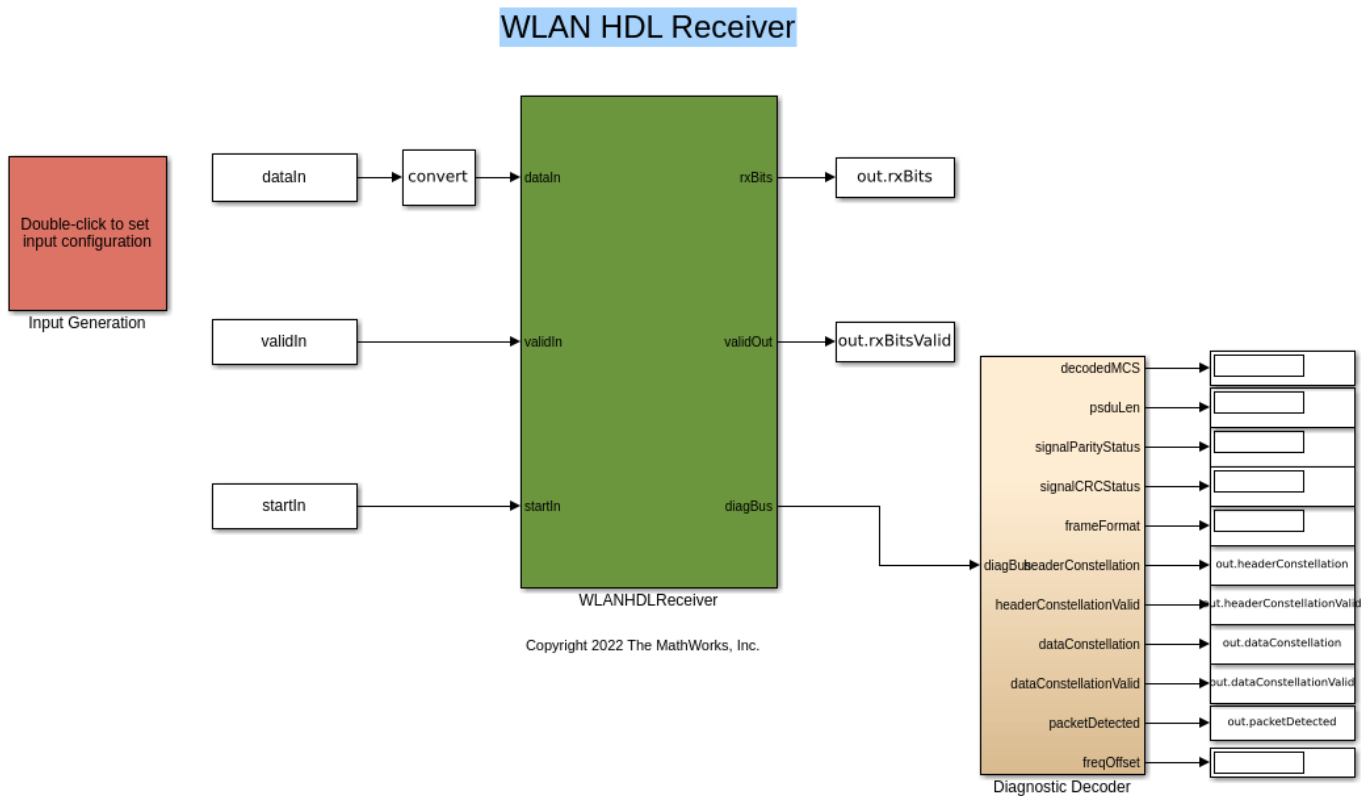 WLAN HDL Receiver
Double-click to set
input configuration
Input Generation
dataIn
convert
validIn
startIn
dataIn
validIn
startIn
rxBits
validOut
diagBus
WLANHDLReceiver
Copyright 2022 The MathWorks, Inc.
out.rxBits
out.rxBitsValid
diagBus
decodedMCS
psduLen
signalParityStatus
signalCRCStatus
frameFormat
headerConstellation
headerConstellationValid
dataConstellation
dataConstellationValid
packetDetected
freqOffset
Diagnostic Decoder
out.headerConstellation
out.headerConstellationValid
out.dataConstellation
out.dataConstellationValid
out.packetDetected